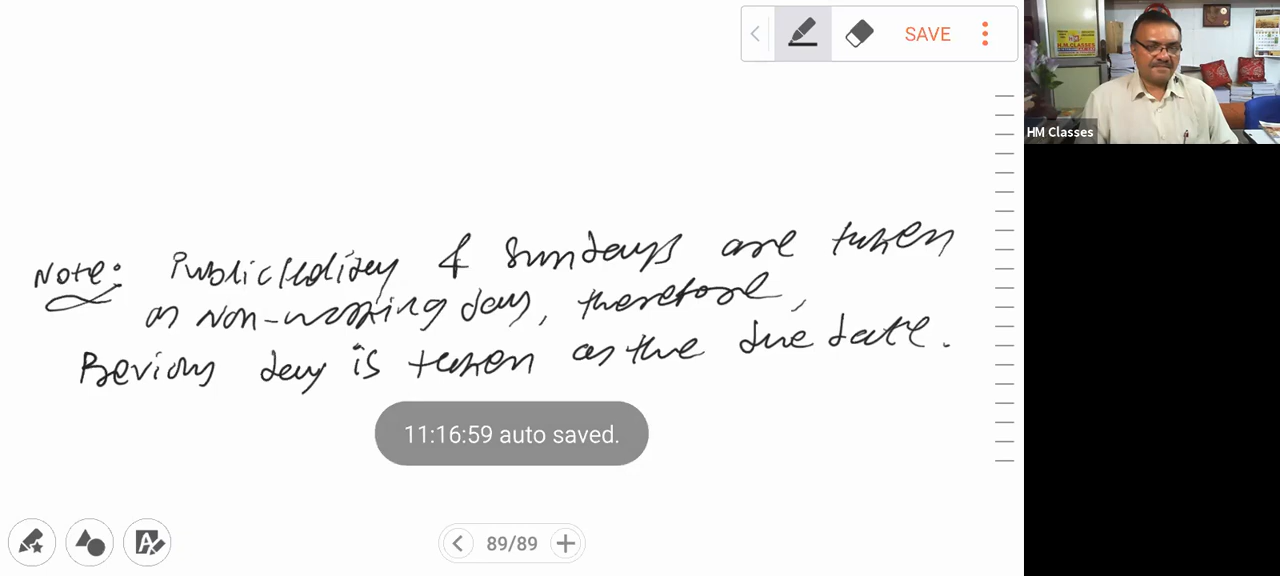 SAVE
HM Classes
Note: Public Holiday & Sundays are taken
as Non-working day, therefore,
Previous day is taken as the due date.
11:16:59 auto saved.
89/89